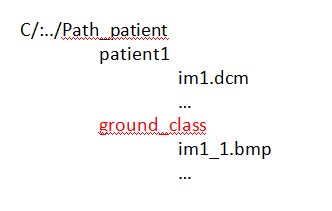 C/:../Path_patient
patient1
im1.dcm
...
ground_class
im1_1.bmp
...